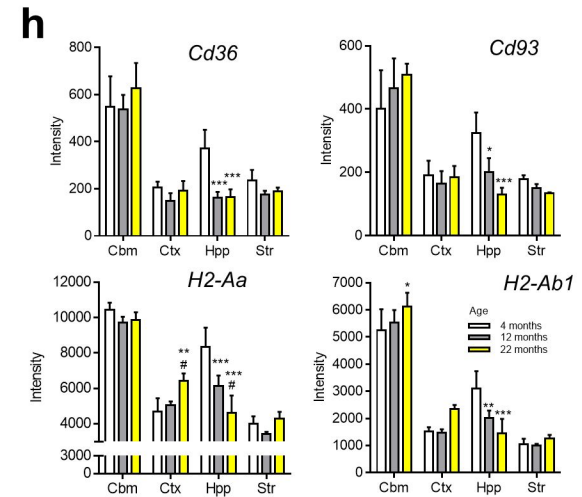 h
Cd36
800
600
400
200
0
Intensity
***
***
Cbm Ctx Hpp Str
Cd93
600
400
200
0
Intensity
*
***
Cbm Ctx Hpp Str
H2-Aa
12000
10000
8000
6000
4000
3000
0
Intensity
**
#
***
***
#
Cbm Ctx Hpp Str
H2-Ab1
7000
6000
5000
4000
3000
2000
1000
0
Intensity
*
**
***
Age
4 months
12 months
22 months
Cbm Ctx Hpp Str